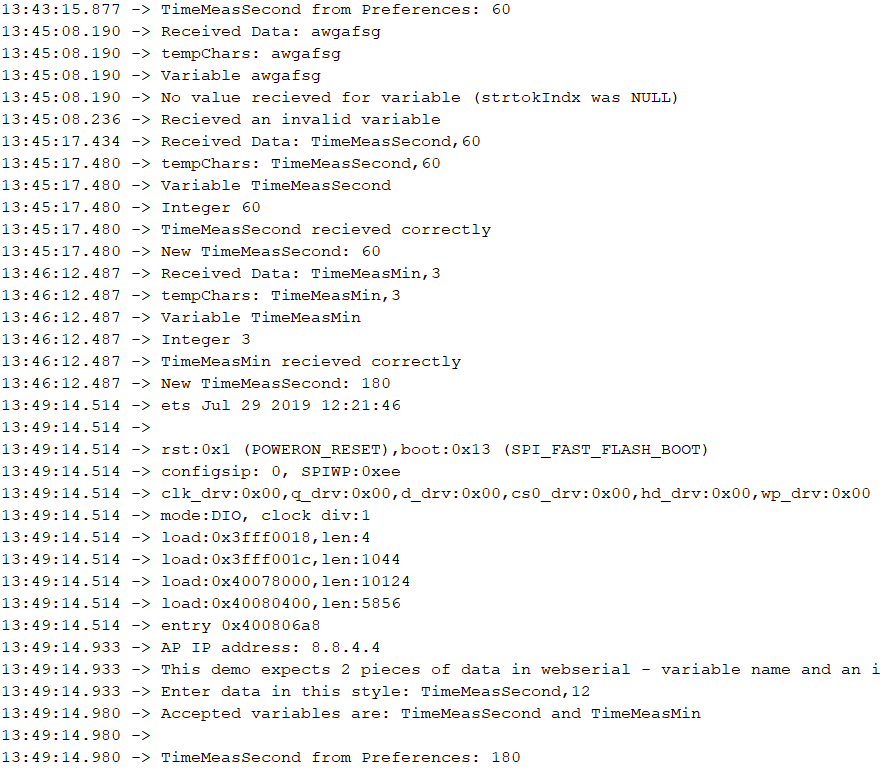 13:43:15.877 -> TimeMeasSecond from Preferences: 60
13:45:08.190 -> Received Data: awgafsg
13:45:08.190 -> tempChars: awgafsg
13:45:08.190 -> Variable awgafsg
13:45:08.190 -> No value recieved for variable (strtokIndx was NULL)
13:45:08.236 -> Recieved an invalid variable
13:45:17.434 -> Received Data: TimeMeasSecond,60
13:45:17.480 -> tempChars: TimeMeasSecond,60
13:45:17.480 -> Variable TimeMeasSecond
13:45:17.480 -> Integer 60
13:45:17.480 -> TimeMeasSecond recieved correctly
13:45:17.480 -> New TimeMeasSecond: 60
13:46:12.487 -> Received Data: TimeMeasMin,3
13:46:12.487 -> tempChars: TimeMeasMin,3
13:46:12.487 -> Variable TimeMeasMin
13:46:12.487 -> Integer 3
13:46:12.487 -> TimeMeasMin recieved correctly
13:46:12.487 -> New TimeMeasSecond: 180
13:49:14.514 -> ets Jul 29 2019 12:21:46
13:49:14.514 ->
13:49:14.514 -> rst:0x1 (POWERON_RESET),boot:0x13 (SPI_FAST_FLASH_BOOT)
13:49:14.514 -> configsip: 0, SPIWP:0xee
13:49:14.514 -> clk_drv:0x00,q_drv:0x00,d_drv:0x00,cs0_drv:0x00,hd_drv:0x00,wp_drv:0x00
13:49:14.514 -> mode:DIO, clock div:1
13:49:14.514 -> load:0x3fff0018,len:4
13:49:14.514 -> load:0x3fff001c,len:1044
13:49:14.514 -> load:0x40078000,len:10124
13:49:14.514 -> load:0x40080400,len:5856
13:49:14.514 -> entry 0x400806a8
13:49:14.933 -> AP IP address: 8.8.4.4
13:49:14.933 -> This demo expects 2 pieces of data in webserial - variable name and an i
13:49:14.933 -> Enter data in this style: TimeMeasSecond,12
13:49:14.980 -> Accepted variables are: TimeMeasSecond and TimeMeasMin
13:49:14.980 ->
13:49:14.980 -> TimeMeasSecond from Preferences: 180